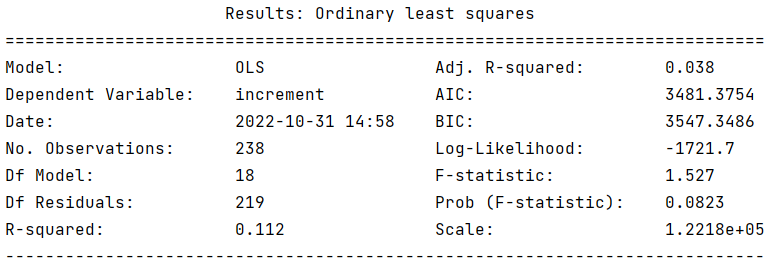 Results: Ordinary least squares
==========================================================================
Model: OLS Adj. R-squared: 0.038
Dependent Variable: increment AIC: 3481.3754
Date: 2022-10-31 14:58 BIC: 3547.3486
No. Observations: 238 Log-Likelihood: -1721.7
Df Model: 18 F-statistic: 1.527
Df Residuals: 219 Prob (F-statistic): 0.0823
R-squared: 0.112 Scale: 1.2218e+05
--------------------------------------------------------------------------